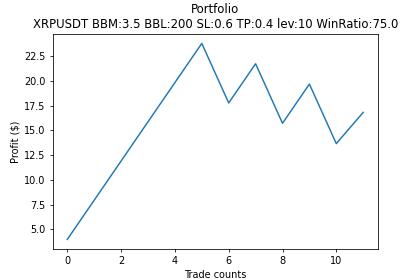 Portfolio
XRPUSDT BBM:3.5 BBL:200 SL:0.6 TP:0.4 lev:10 WinRatio:75.0
22.5
20.0
17.5
15.0
12.5
10.0
7.5
5.0
Profit ($)
0 2 4 6 8 10
Trade counts